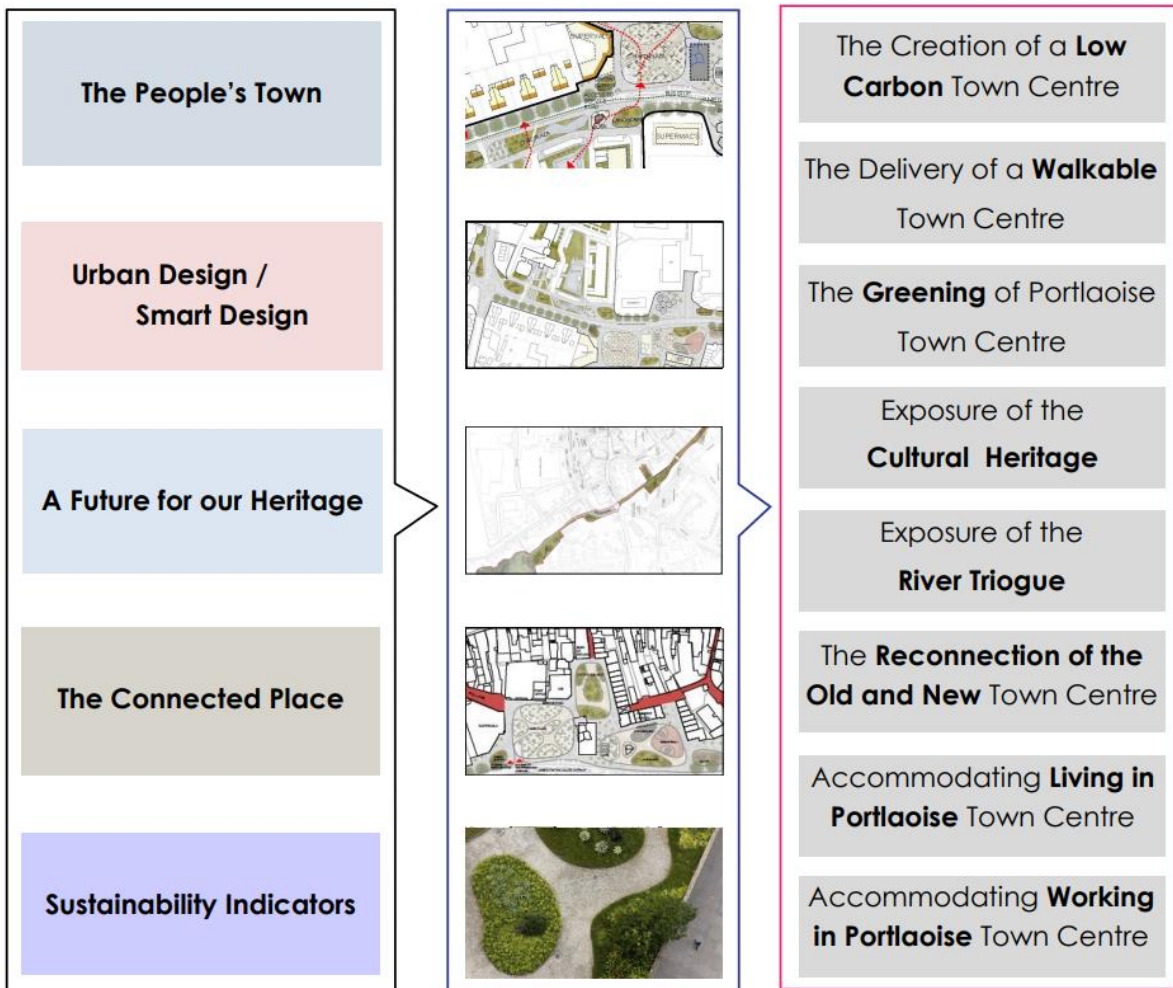 The People's Town
Urban Design /
Smart Design
A Future for our Heritage
The Connected Place
Sustainability Indicators
SUPERMAC'S
The Creation of a Low
Carbon Town Centre
The Delivery of a Walkable
Town Centre
The Greening of Portlaoise
Town Centre
Exposure of the
Cultural Heritage
Exposure of the
River Triogue
The Reconnection of the
Old and New Town Centre
Accommodating Living in
Portlaoise Town Centre
Accommodating Working
in Portlaoise Town Centre